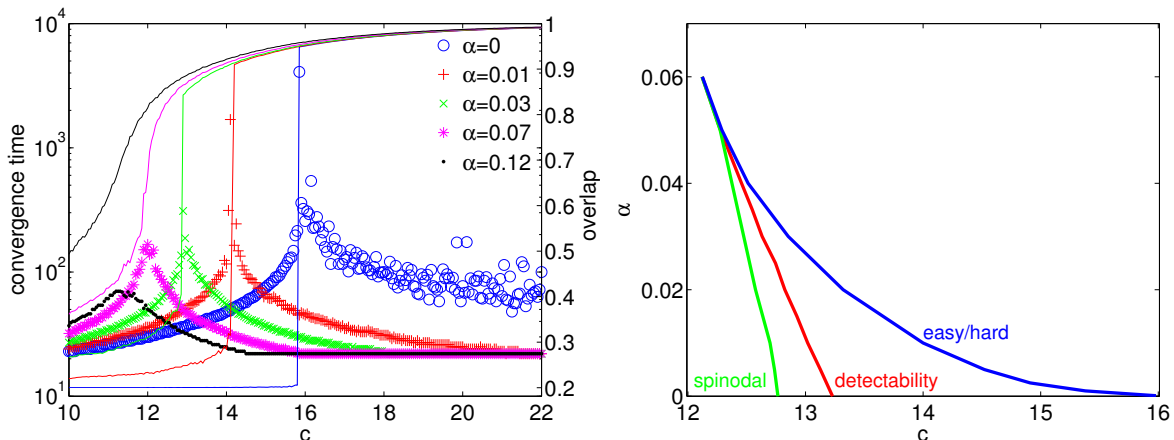 10^4
10^3
10^2
10^1
convergence time
10 12 14 16 18 20 22
c
1
0.9
0.8
0.7
0.6
0.5
0.4
0.3
0.2
overlap
α=0
α=0.01
α=0.03
α=0.07
α=0.12
0.06
0.04
0.02
0
α
12 13 14 15 16
c
spinodal
detectability
easy/hard